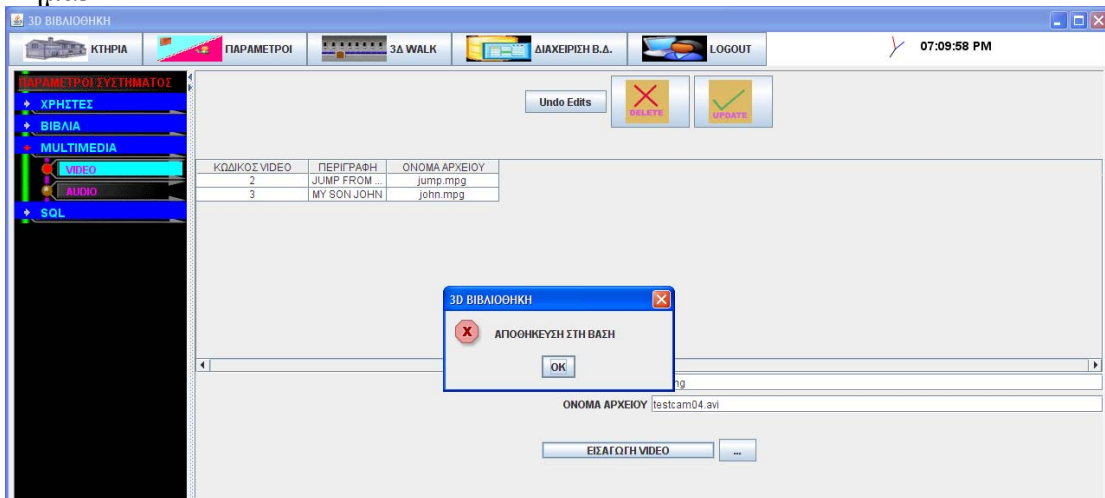 3D ΒΙΒΛΙΟΘΗΚΗ
ΚΤΗΡΙΑ ΠΑΡΑΜΕΤΡΟΙ 3Δ WALK ΔΙΑΧΕΙΡΙΣΗ Β.Δ. LOGOUT 07:09:58 PM
ΠΑΡΑΜΕΤΡΟΙ ΣΥΣΤΗΜΑΤΟΣ
ΧΡΗΣΤΕΣ
ΒΙΒΛΙΑ
MULTIMEDIA
VIDEO
AUDIO
SQL
Undo Edits DELETE UPDATE
ΚΩΔΙΚΟΣ VIDEO ΠΕΡΙΓΡΑΦΗ ΟΝΟΜΑ ΑΡΧΕΙΟΥ
2 JUMP FROM ... jump.mpg
3 MY SON JOHN john.mpg
3D ΒΙΒΛΙΟΘΗΚΗ
ΑΠΟΘΗΚΕΥΣΗ ΣΤΗ ΒΑΣΗ
OK
ΟΝΟΜΑ ΑΡΧΕΙΟΥ testcam04.avi
ΕΙΣΑΓΩΓΗ VIDEO ...